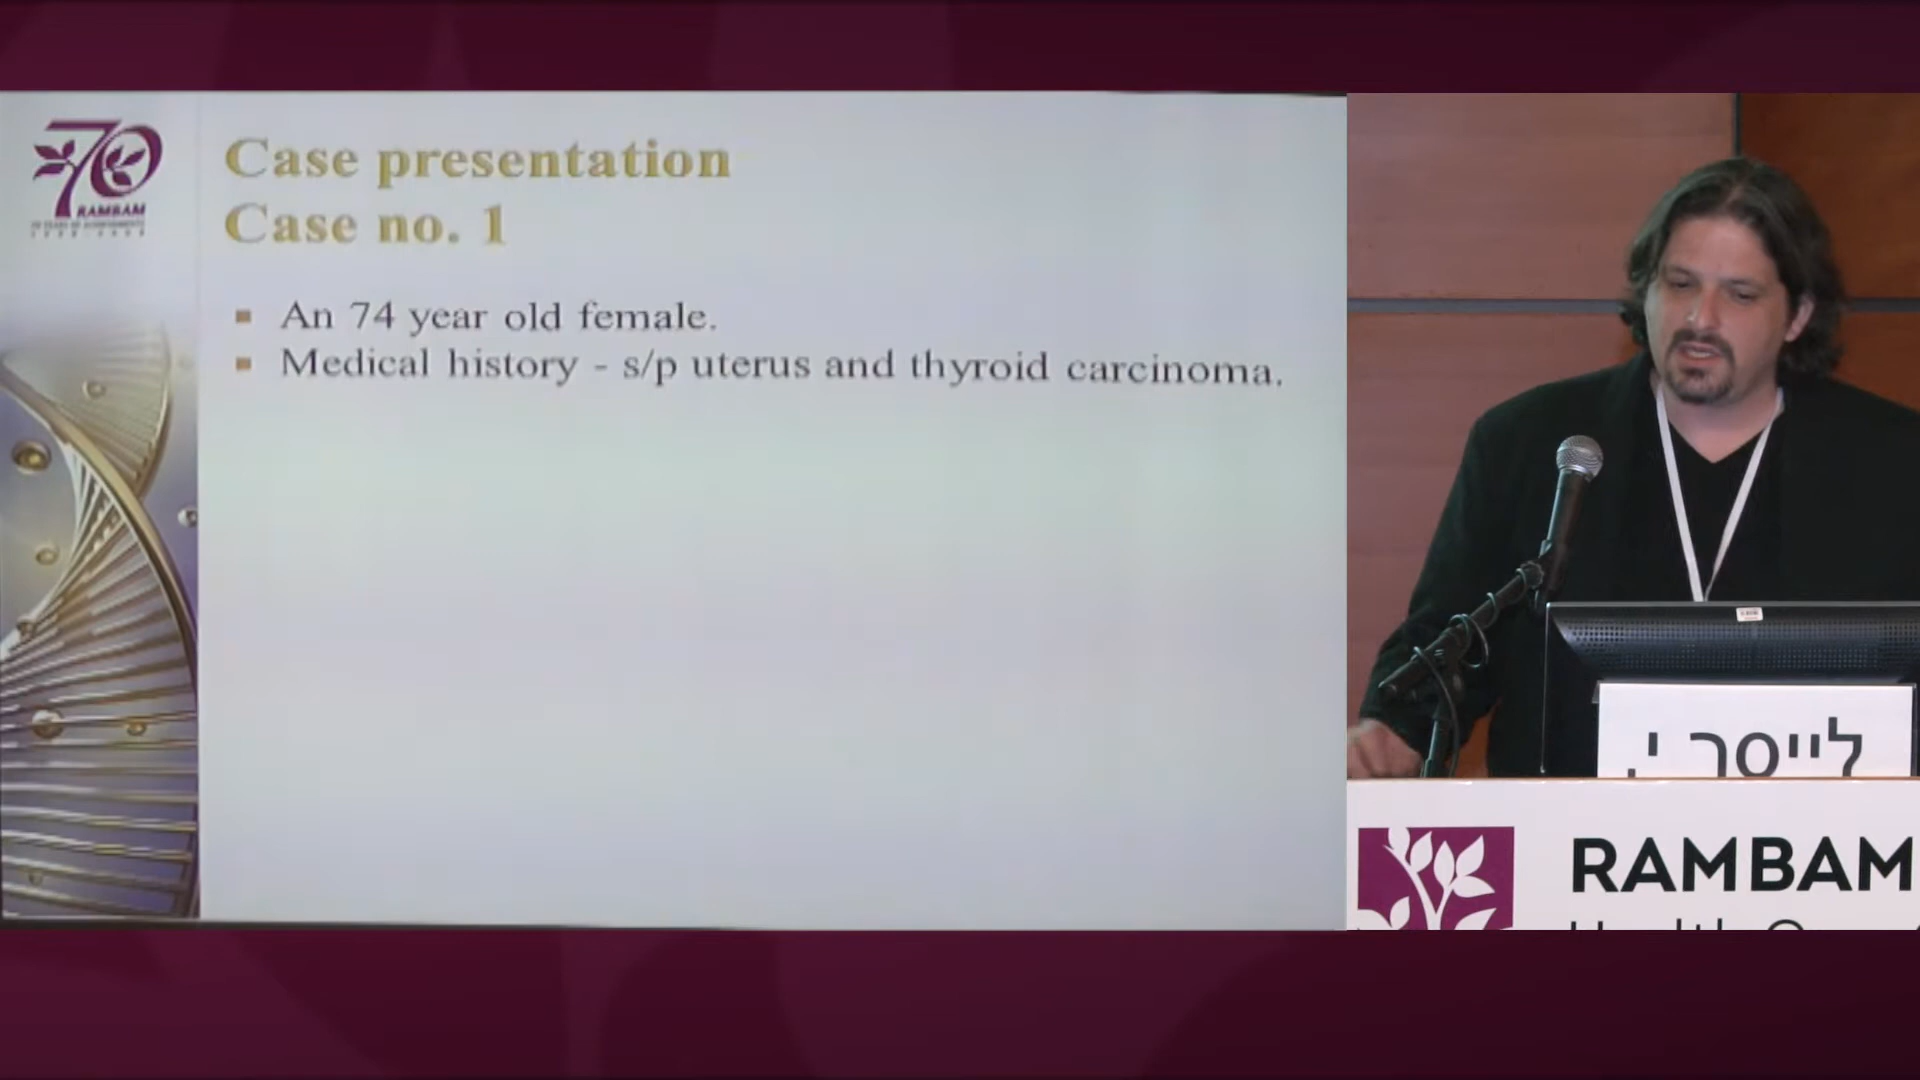 70
RAMBAM
Case presentation
Case no. 1
An 74 year old female.
Medical history - s/p uterus and thyroid carcinoma.
לייסר י.
RAMBAM